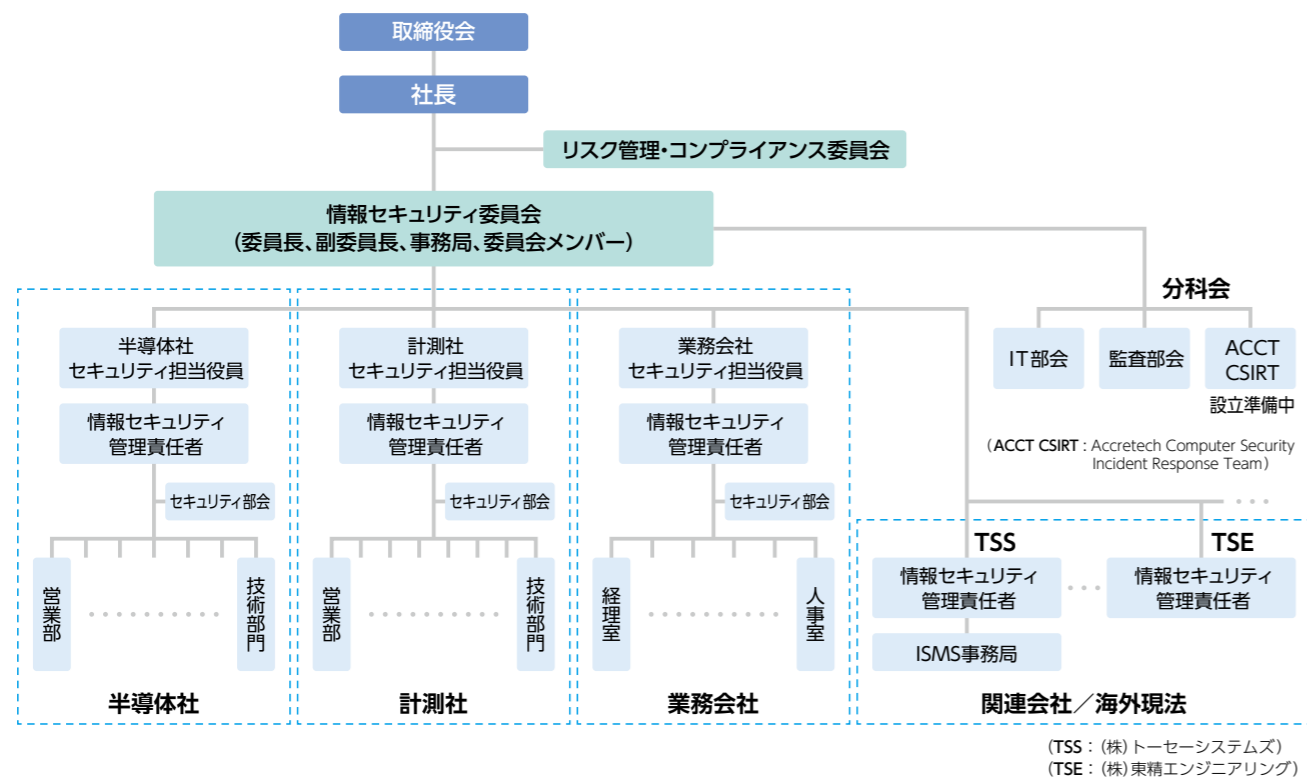 取締役会
社長
リスク管理・コンプライアンス委員会
情報セキュリティ委員会
(委員長、副委員長、事務局、委員会メンバー)
分科会
IT部会
監査部会
ACCT
CSIRT
設立準備中
(ACCT CSIRT : Accretech Computer Security
Incident Response Team)
半導体社
セキュリティ担当役員
情報セキュリティ
管理責任者
セキュリティ部会
営業部
技術部門
半導体社
計測社
セキュリティ担当役員
情報セキュリティ
管理責任者
セキュリティ部会
営業部
技術部門
計測社
業務会社
セキュリティ担当役員
情報セキュリティ
管理責任者
セキュリティ部会
経理室
人事室
業務会社
TSS
情報セキュリティ
管理責任者
ISMS事務局
TSE
情報セキュリティ
管理責任者
関連会社/海外現法
(TSS:(株)トーセーシステムズ)
(TSE:(株)東精エンジニアリング)